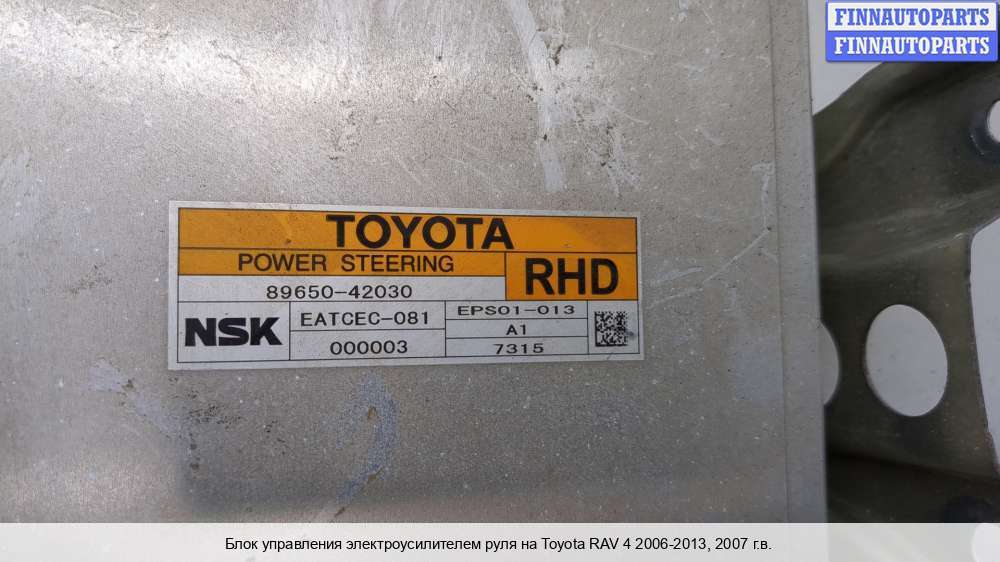 FINNAUTOPARTS
FINNAUTOPARTS
TOYOTA
POWER STEERING
RHD
89650-42030
NSK
EATCEC-081
000003
EPS01-013
A1
7315
Блок управления электроусилителем руля на Toyota RAV 4 2006-2013, 2007 г.в.